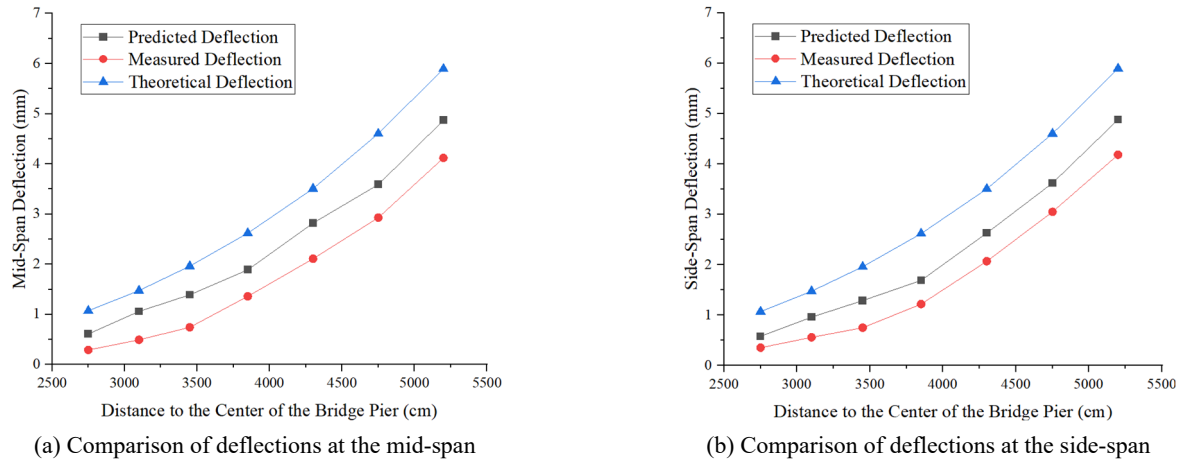 7
6
5
4
3
2
1
0
Mid-Span Deflection (mm)
Predicted Deflection
Measured Deflection
Theoretical Deflection
2500 3000 3500 4000 4500 5000 5500
Distance to the Center of the Bridge Pier (cm)
(a) Comparison of deflections at the mid-span
7
6
5
4
3
2
1
0
Side-Span Deflection (mm)
Predicted Deflection
Measured Deflection
Theoretical Deflection
2500 3000 3500 4000 4500 5000 5500
Distance to the Center of the Bridge Pier (cm)
(b) Comparison of deflections at the side-span